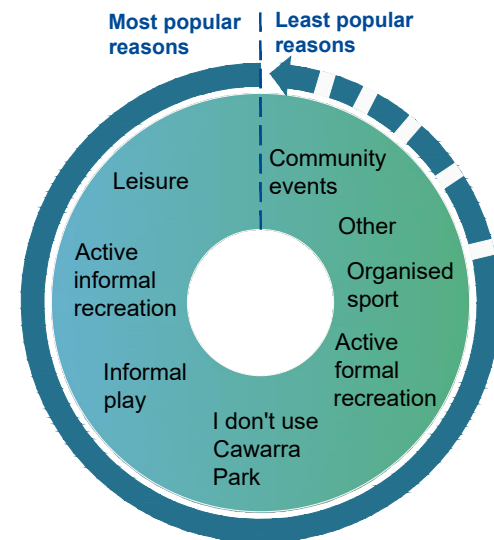 Most popular
reasons
Least popular
reasons
Leisure
Active
informal
recreation
Informal
play
I don't use
Cawarra
Park
Active
formal
recreation
Organised
sport
Other
Community
events